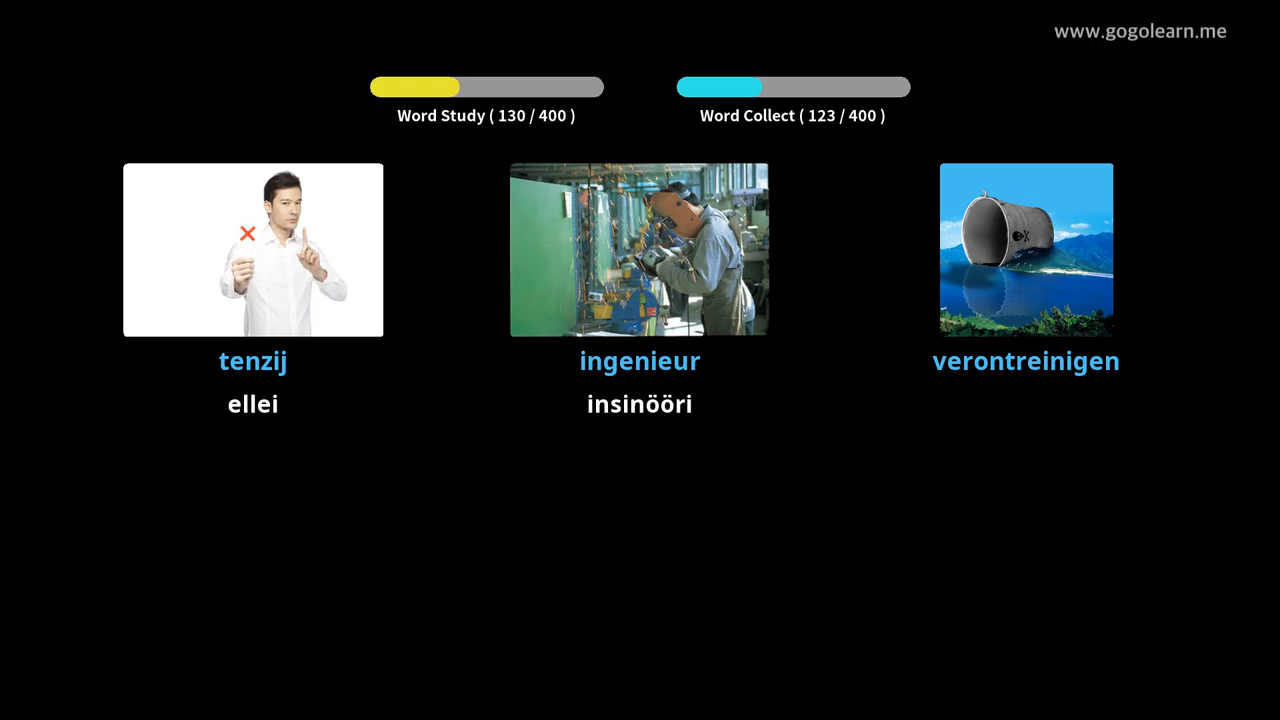 www.gogolearn.me
Word Study ( 130 / 400 )
Word Collect ( 123 / 400 )
tenzij
ellei
ingenieur
insinööri
verontreinigen